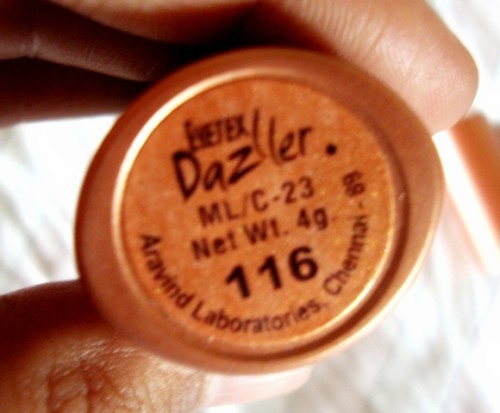 EYETEX
Dazller
ML/C-23
Net Wt. 4g.
116
Aravind Laboratories, Chennai - 89